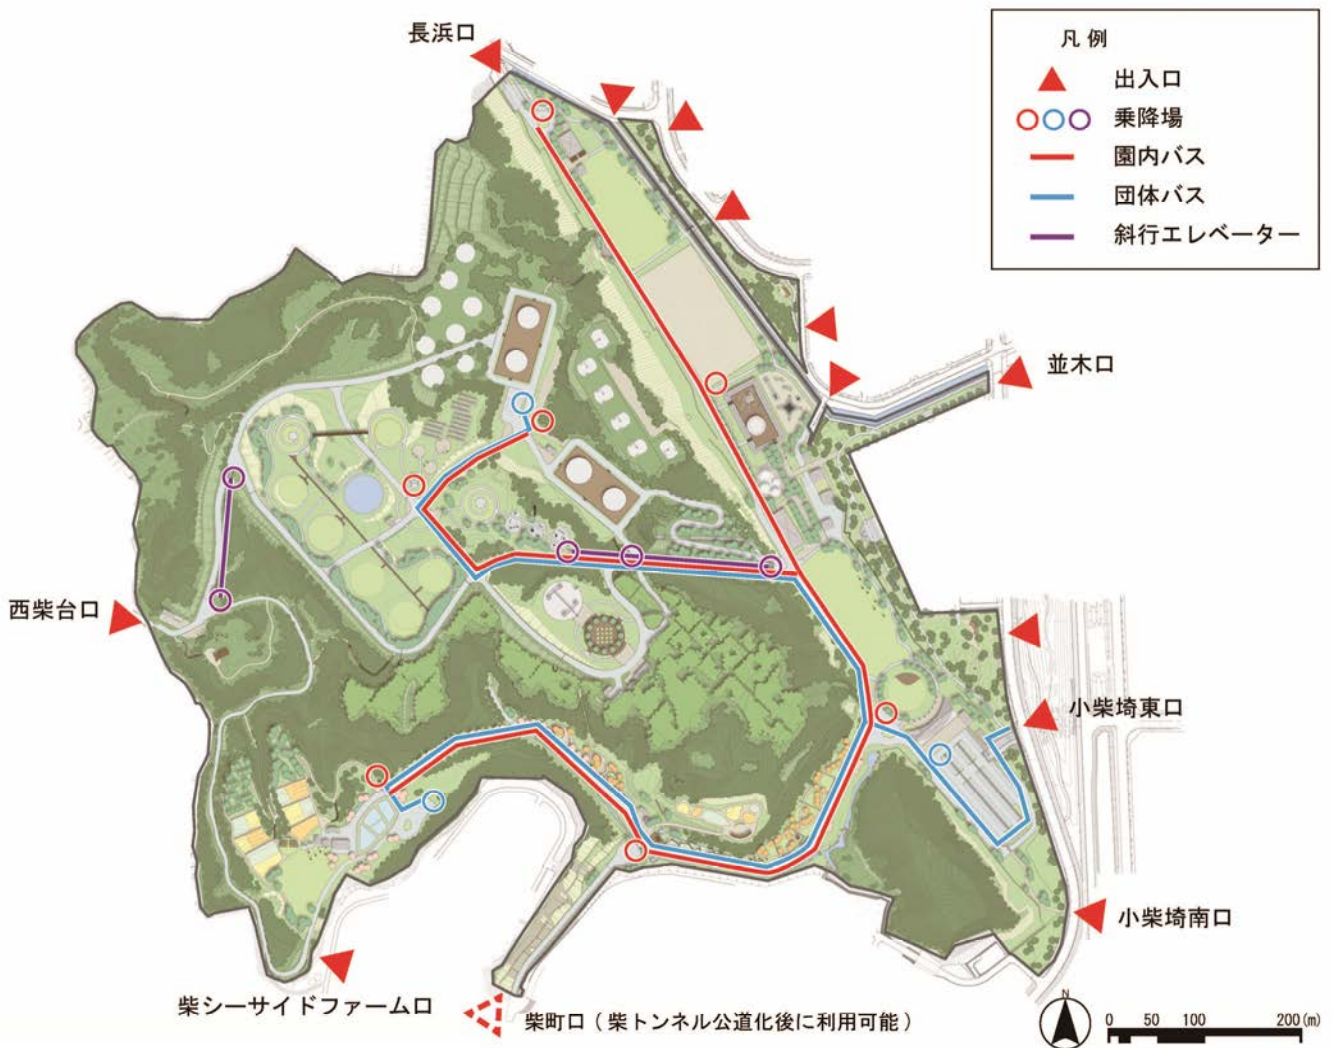 長浜口
凡例
出入口
乗降場
園内バス
団体バス
斜行エレベーター
並木口
西柴台口
小柴埼東口
小柴埼南口
柴シーサイドファームロ
柴町口（柴トンネル公道化後に利用可能）
N
0 50 100 200(m)